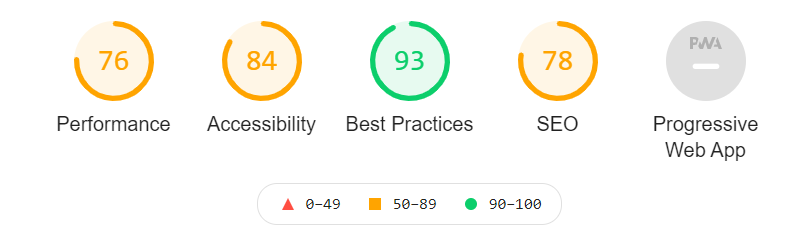 76 84 93 78 PWA
Performance Accessibility Best Practices SEO Progressive
Web App
0–49 50–89 90–100